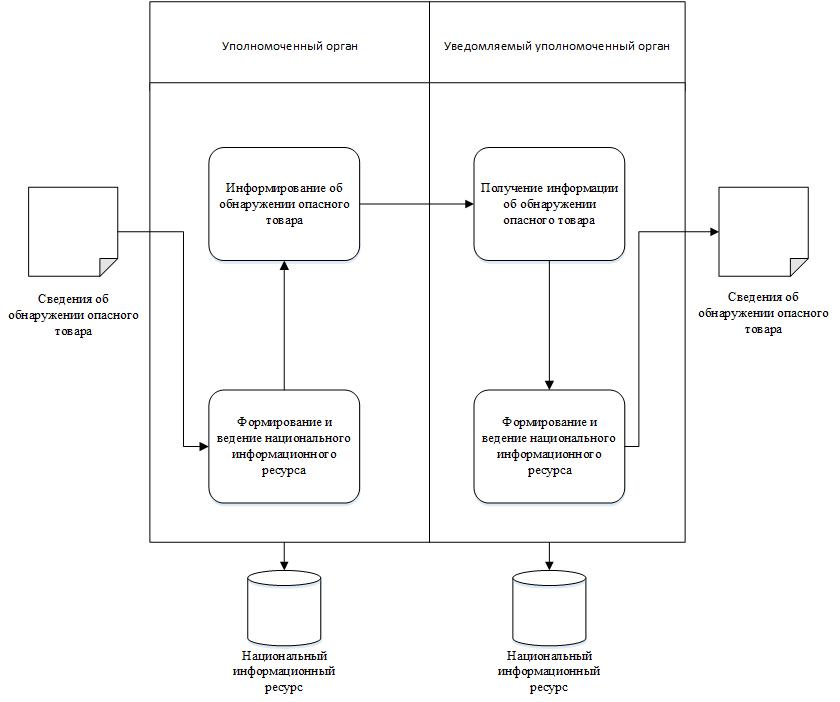 Уполномоченный орган
Уведомляемый уполномоченный орган
Информирование об
обнаружении опасного
товара
Получение информации
об обнаружении
опасного товара
Сведения об
обнаружении опасного
товара
Сведения об
обнаружении опасного
товара
Формирование и
ведение национального
информационного
ресурса
Формирование и
ведение национального
информационного
ресурса
Национальный
информационный
ресурс
Национальный
информационный
ресурс